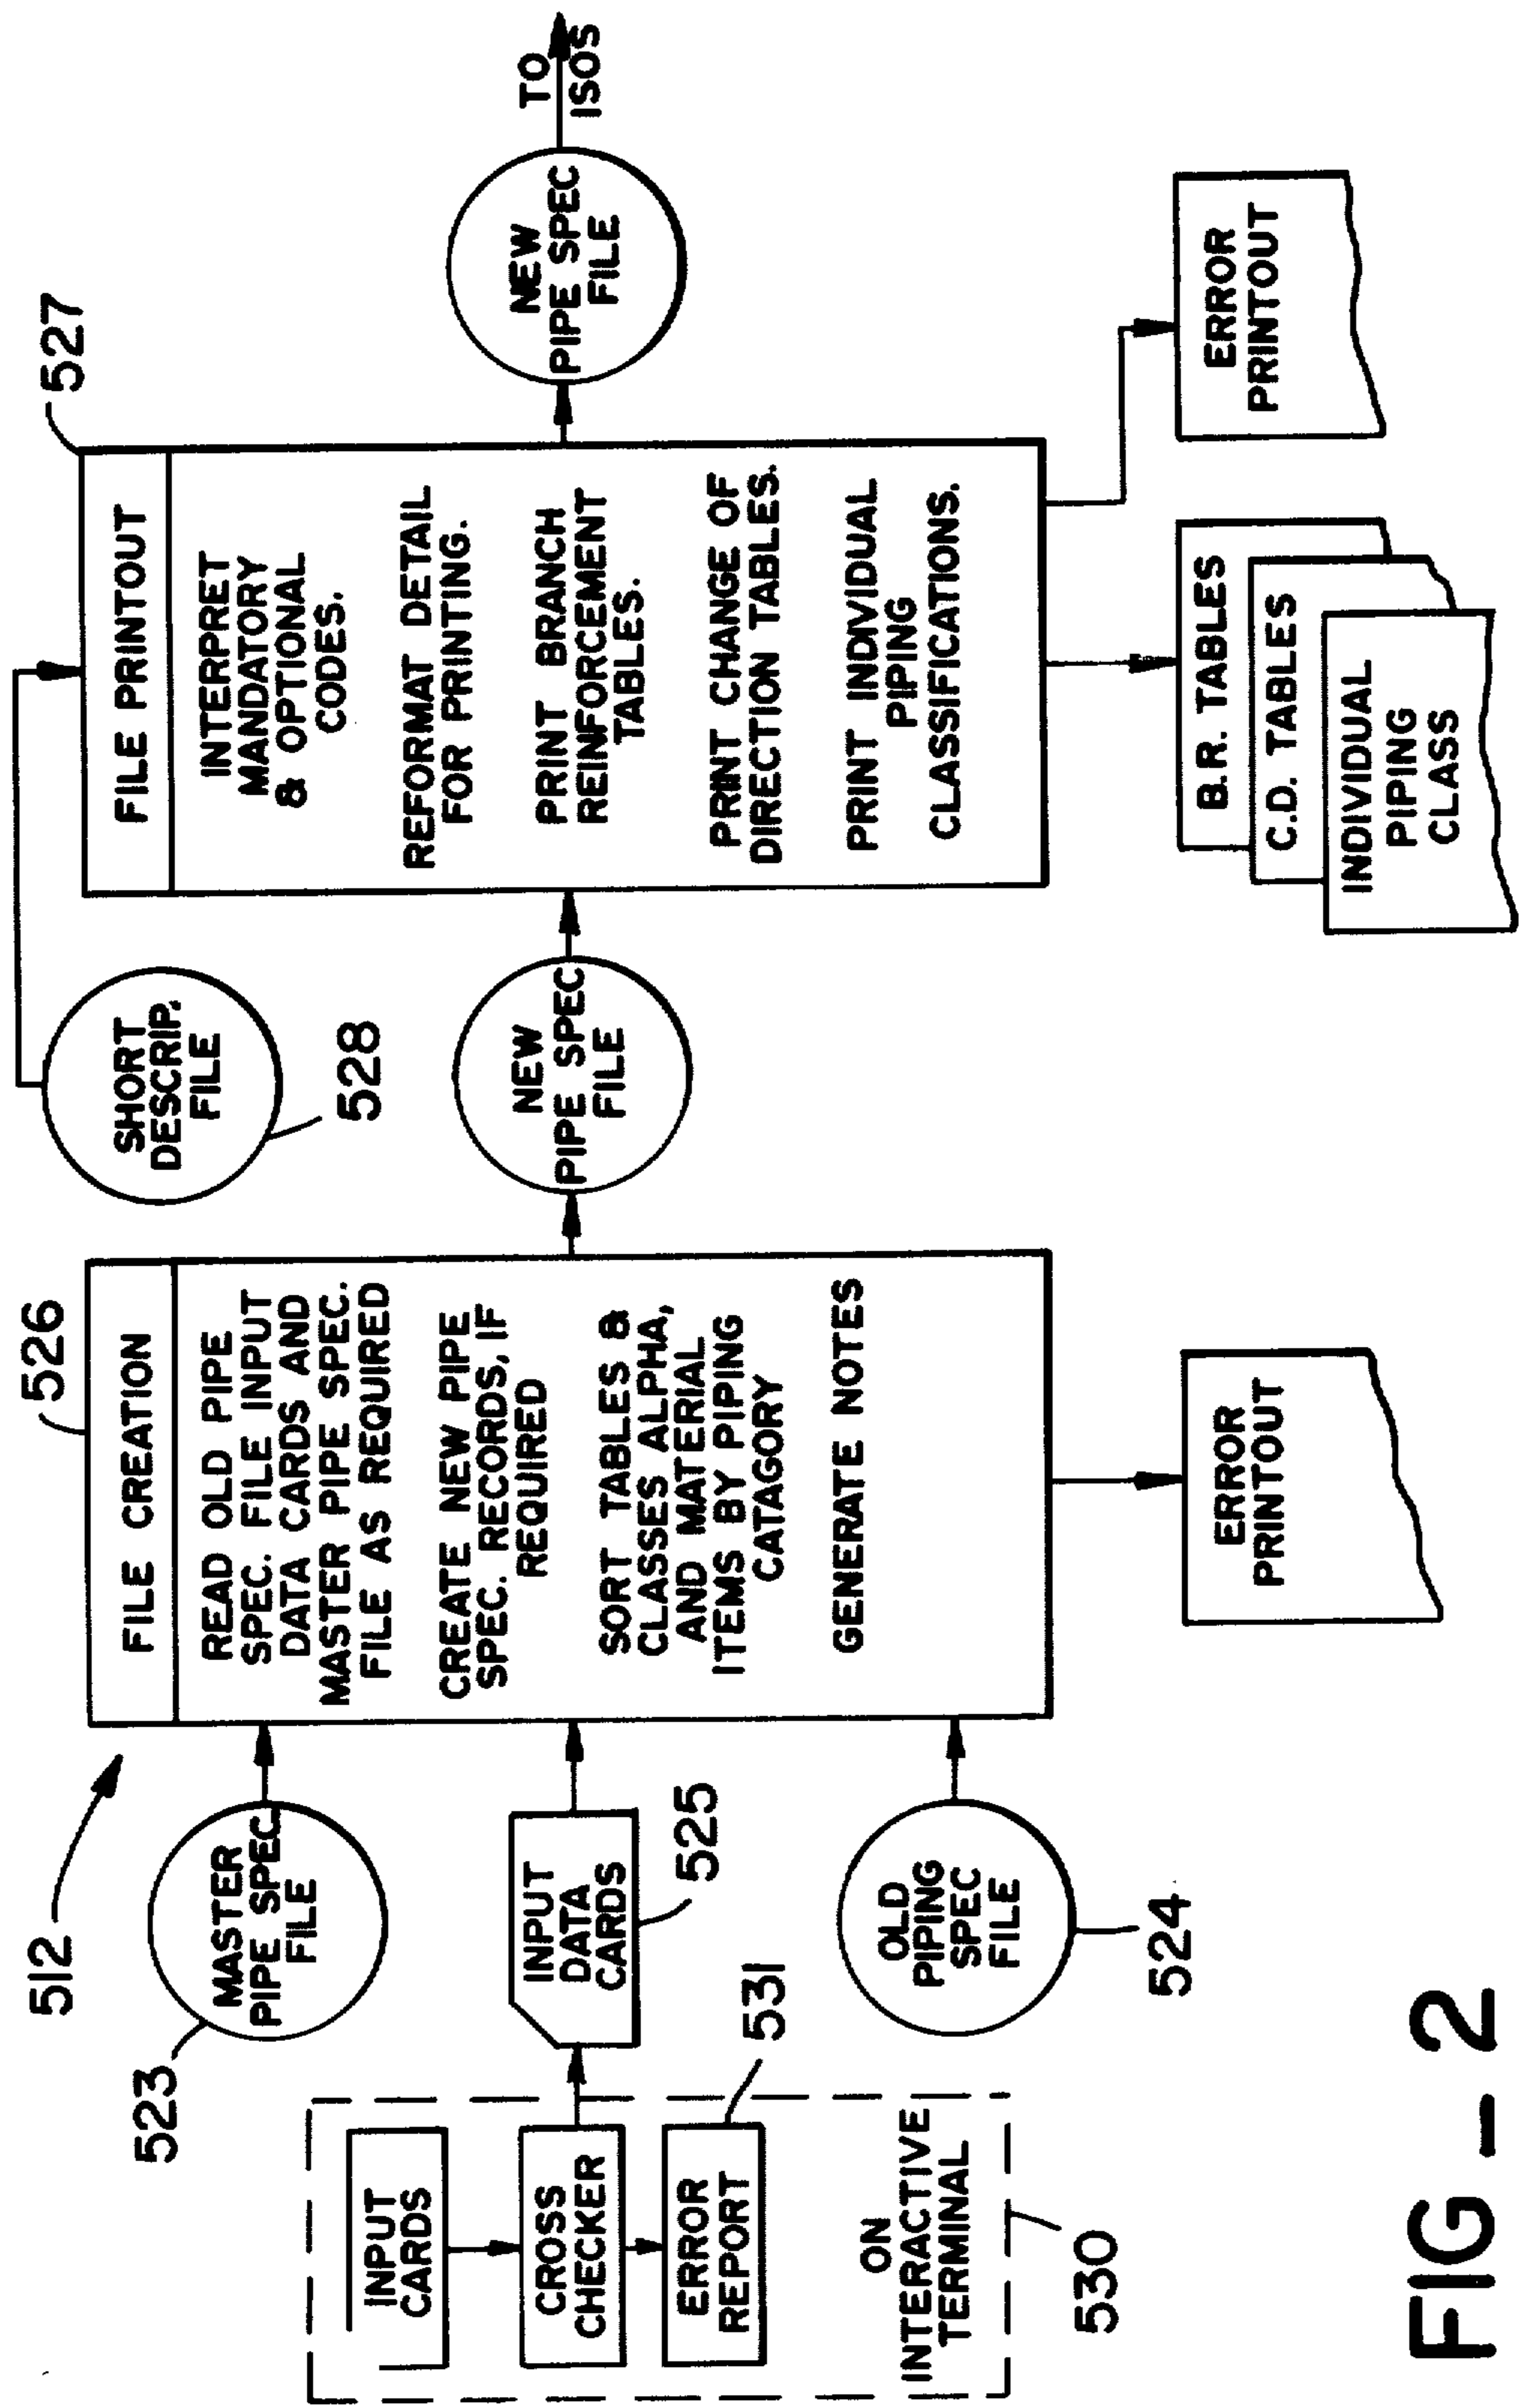 512
523
MASTER
PIPE SPEC.
FILE
INPUT
CARDS
CROSS
CHECKER
ERROR
REPORT
531
ON
INTERACTIVE
TERMINAL
530
INPUT
DATA
CARDS
525
OLD
PIPING
SPEC
FILE
524
526
FILE CREATION
READ OLD PIPE
SPEC. FILE INPUT
DATA CARDS AND
MASTER PIPE SPEC.
FILE AS REQUIRED
CREATE NEW PIPE
SPEC. RECORDS, IF
REQUIRED
SORT TABLES &
CLASSES ALPHA,
AND MATERIAL
ITEMS BY PIPING
CATAGORY
GENERATE NOTES
ERROR
PRINTOUT
SHORT
DESCRIP.
FILE
528
NEW
PIPE SPEC
FILE
527
FILE PRINTOUT
INTERPRET
MANDATORY
& OPTIONAL
CODES.
REFORMAT DETAIL
FOR PRINTING.
PRINT BRANCH
REINFORCEMENT
TABLES.
PRINT CHANGE OF
DIRECTION TABLES.
PRINT INDIVIDUAL
PIPING
CLASSIFICATIONS.
B.R. TABLES
C.D. TABLES
INDIVIDUAL
PIPING
CLASS
NEW
PIPE SPEC
FILE
TO
ISOS
ERROR
PRINTOUT
FIG_2